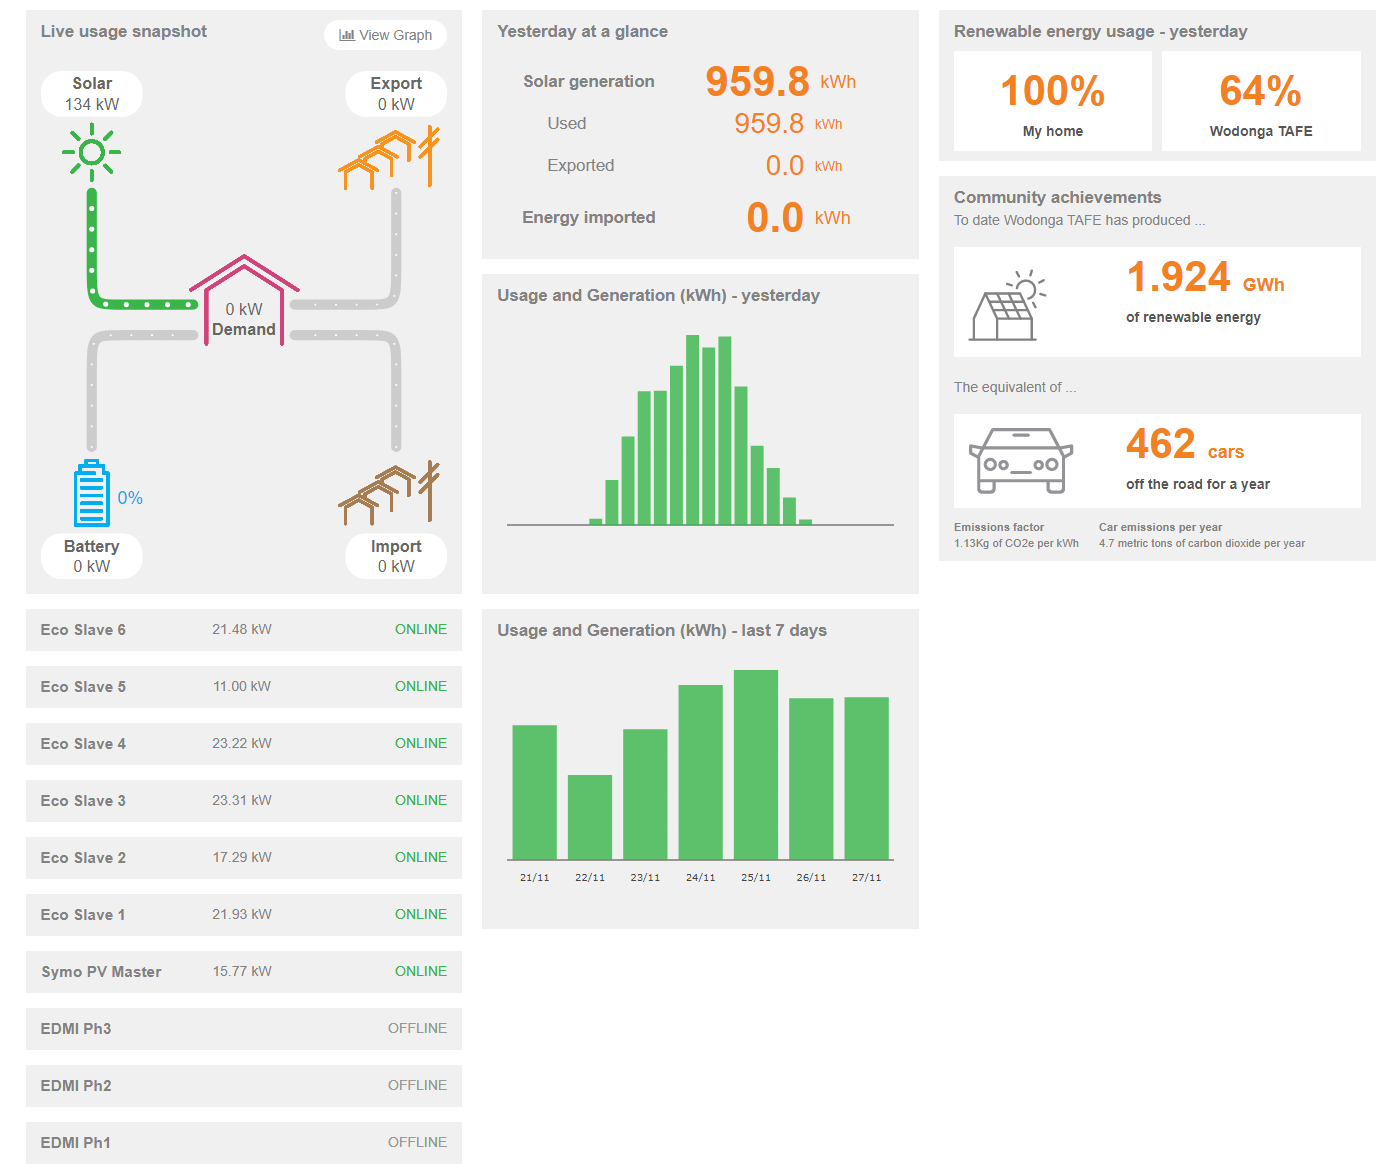 Live usage snapshot
View Graph
Solar
134 kW
Export
0 kW
0 kW
Demand
0%
Battery
0 kW
Import
0 kW
Eco Slave 6 21.48 kW ONLINE
Eco Slave 5 11.00 kW ONLINE
Eco Slave 4 23.22 kW ONLINE
Eco Slave 3 23.31 kW ONLINE
Eco Slave 2 17.29 kW ONLINE
Eco Slave 1 21.93 kW ONLINE
Symo PV Master 15.77 kW ONLINE
EDMI Ph3 OFFLINE
EDMI Ph2 OFFLINE
EDMI Ph1 OFFLINE
Yesterday at a glance
Solar generation 959.8 kWh
Used 959.8 kWh
Exported 0.0 kWh
Energy imported 0.0 kWh
Usage and Generation (kWh) - yesterday
Usage and Generation (kWh) - last 7 days
21/11 22/11 23/11 24/11 25/11 26/11 27/11
Renewable energy usage - yesterday
100%
My home
64%
Wodonga TAFE
Community achievements
To date Wodonga TAFE has produced ...
1.924 GWh
of renewable energy
The equivalent of ...
462 cars
off the road for a year
Emissions factor
1.13Kg of CO2e per kWh
Car emissions per year
4.7 metric tons of carbon dioxide per year